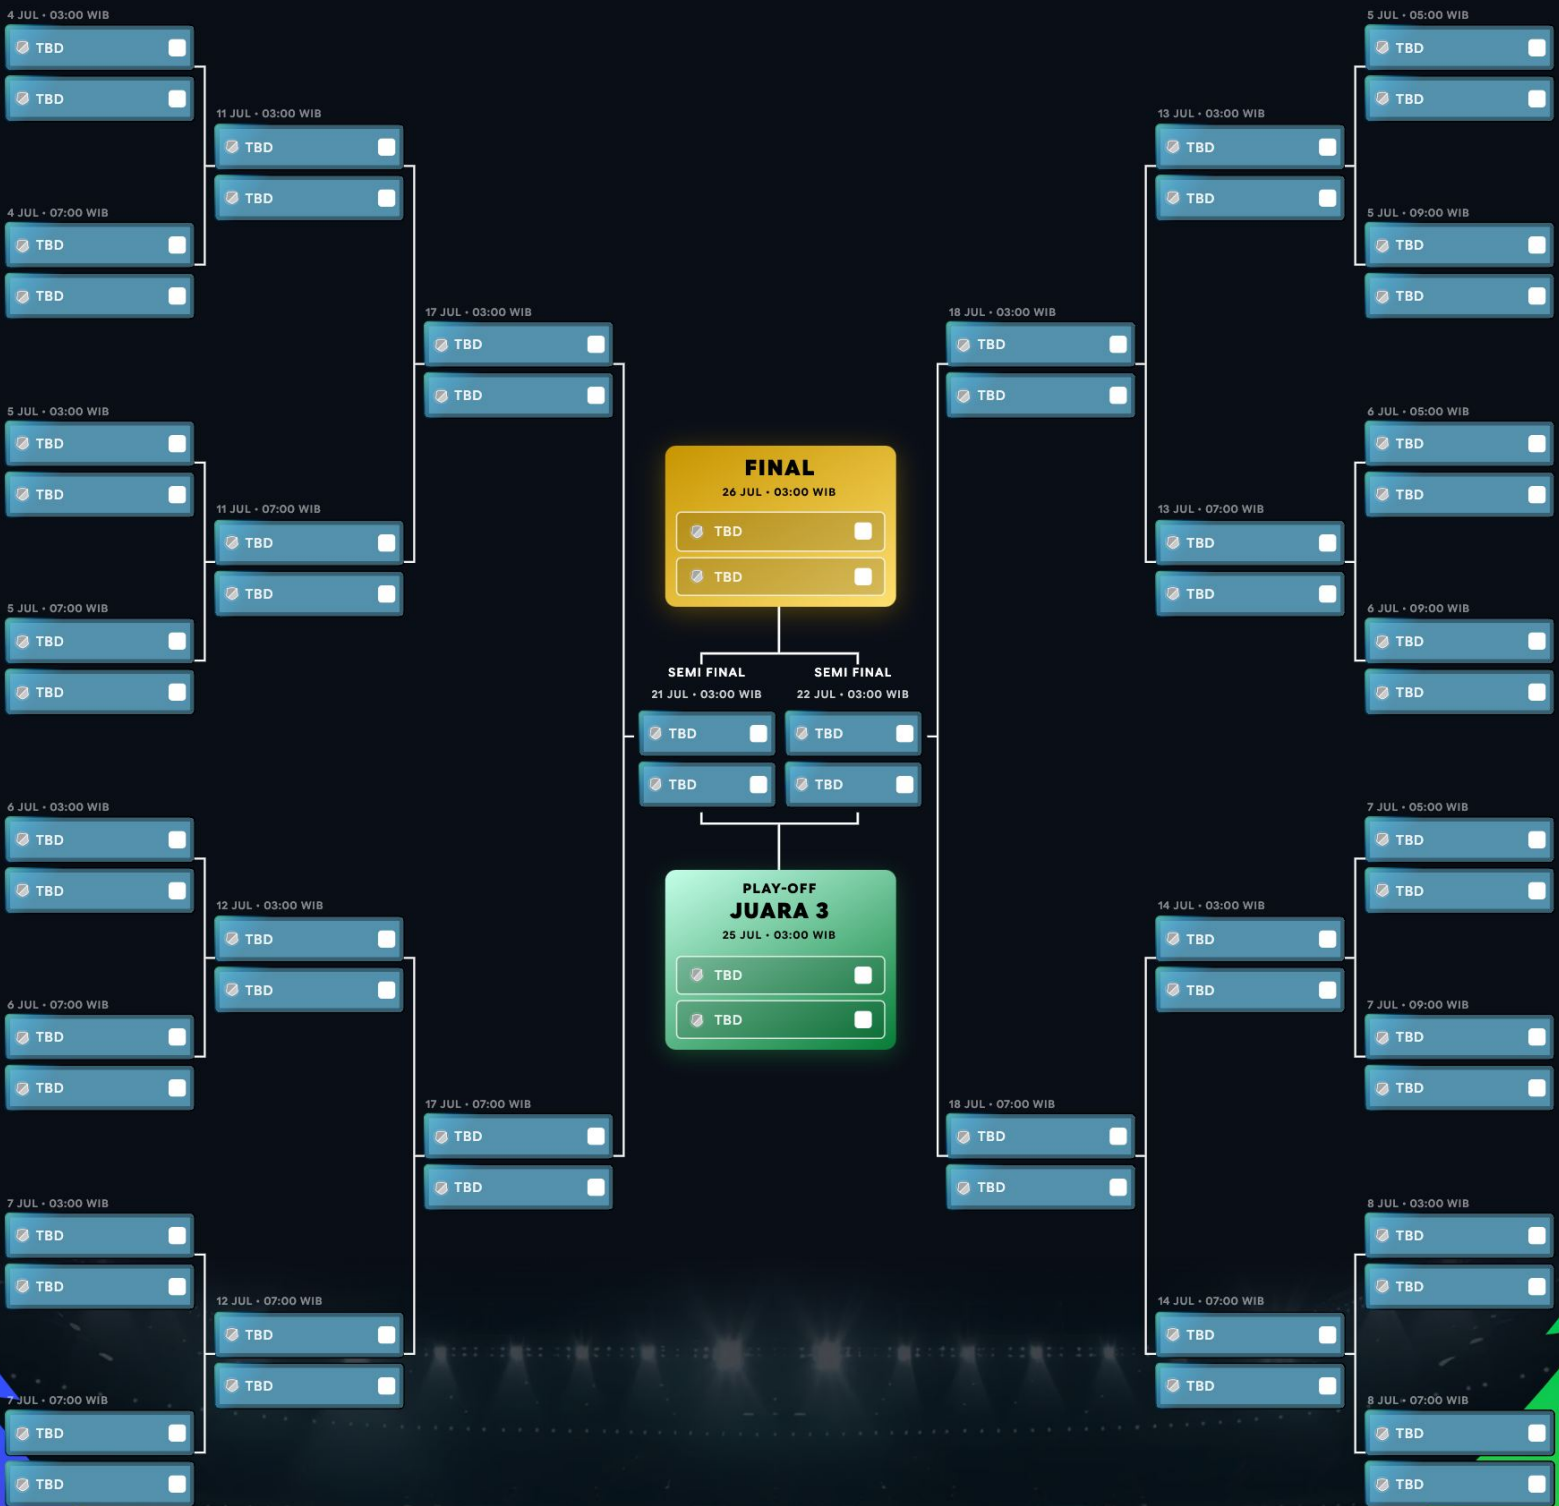 4 JUL • 03:00 WIB
TBD
TBD
4 JUL • 07:00 WIB
TBD
TBD
5 JUL • 03:00 WIB
TBD
TBD
5 JUL • 07:00 WIB
TBD
TBD
6 JUL • 03:00 WIB
TBD
TBD
6 JUL • 07:00 WIB
TBD
TBD
7 JUL • 03:00 WIB
TBD
TBD
7 JUL • 07:00 WIB
TBD
TBD
11 JUL • 03:00 WIB
TBD
TBD
11 JUL • 07:00 WIB
TBD
TBD
12 JUL • 03:00 WIB
TBD
TBD
12 JUL • 07:00 WIB
TBD
TBD
17 JUL • 03:00 WIB
TBD
TBD
17 JUL • 07:00 WIB
TBD
TBD
FINAL
26 JUL • 03:00 WIB
TBD
TBD
SEMI FINAL
21 JUL • 03:00 WIB
TBD
TBD
SEMI FINAL
22 JUL • 03:00 WIB
TBD
TBD
PLAY-OFF
JUARA 3
25 JUL • 03:00 WIB
TBD
TBD
18 JUL • 03:00 WIB
TBD
TBD
18 JUL • 07:00 WIB
TBD
TBD
13 JUL • 03:00 WIB
TBD
TBD
13 JUL • 07:00 WIB
TBD
TBD
14 JUL • 03:00 WIB
TBD
TBD
14 JUL • 07:00 WIB
TBD
TBD
5 JUL • 05:00 WIB
TBD
TBD
5 JUL • 09:00 WIB
TBD
TBD
6 JUL • 05:00 WIB
TBD
TBD
6 JUL • 09:00 WIB
TBD
TBD
7 JUL • 05:00 WIB
TBD
TBD
7 JUL • 09:00 WIB
TBD
TBD
8 JUL • 03:00 WIB
TBD
TBD
8 JUL • 07:00 WIB
TBD
TBD